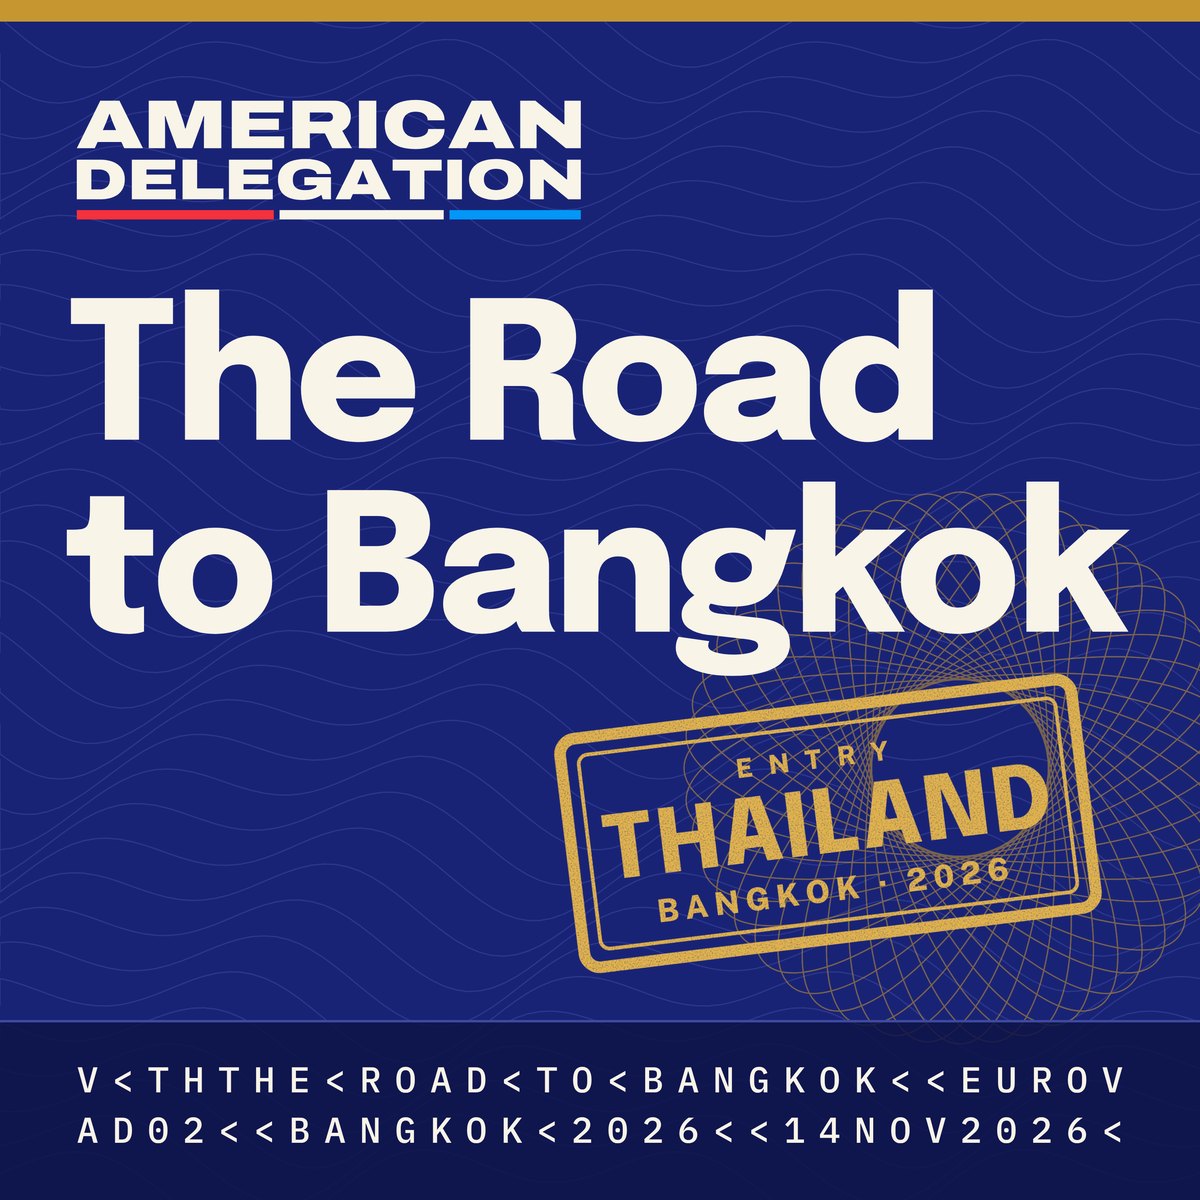 AMERICAN
DELEGATION
The Road
to Bangkok
ENTRY
THAILAND
BANGKOK · 2026
V<THTHE<ROAD<TO<BANGKOK<<EUROV
AD02<<BANGKOK<2026<<14NOV2026<